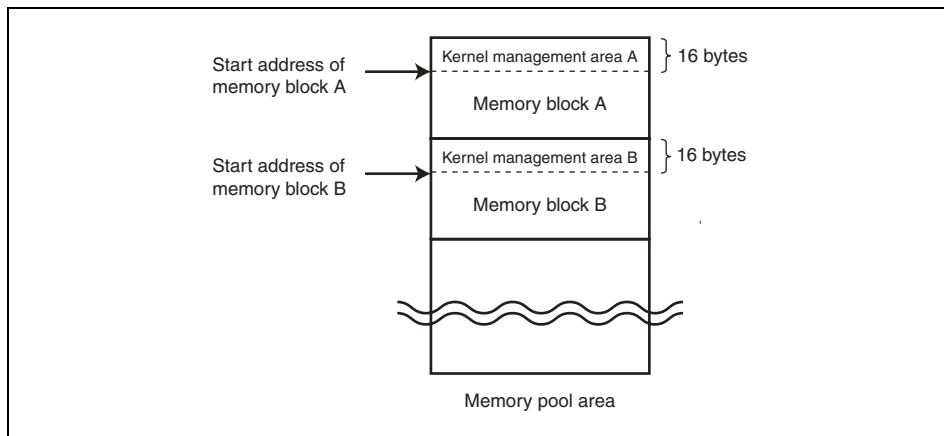 Kernel management area A
16 bytes
Start address of
memory block A
Memory block A
Kernel management area B
16 bytes
Start address of
memory block B
Memory block B
Memory pool area